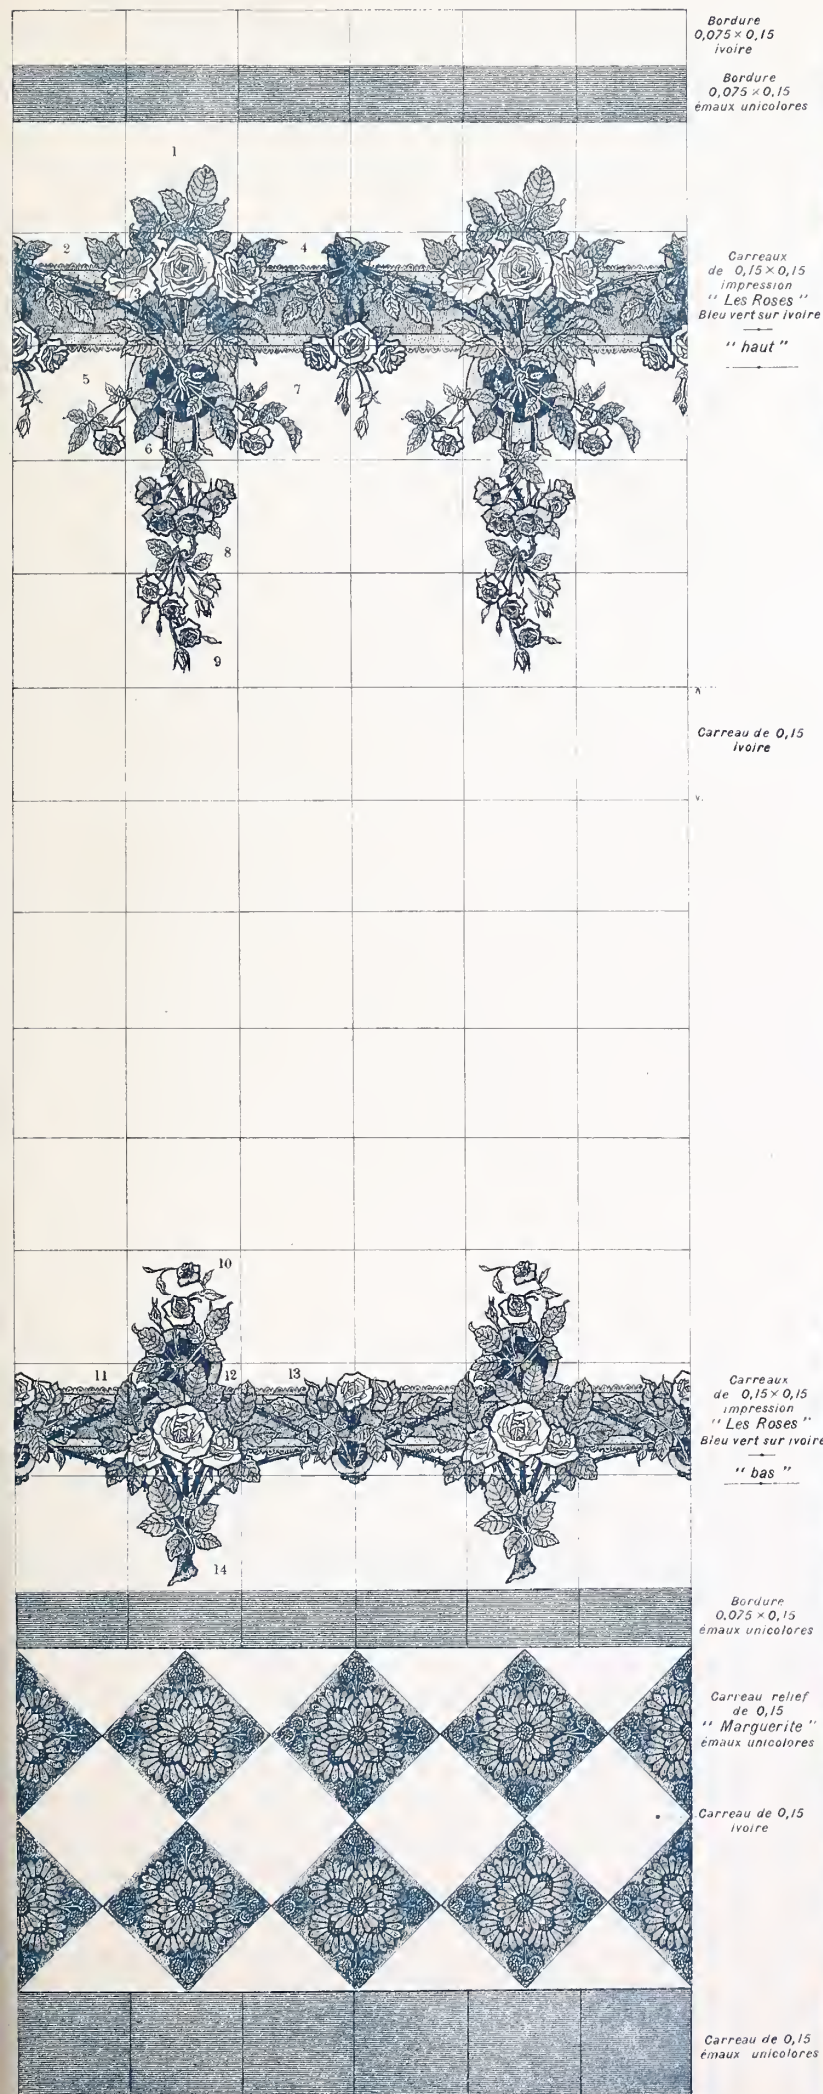 Bordure
0,075 × 0,15
ivoire
Bordure
0,075 × 0,15
émaux unicolores
1
2
4
3
Carreaux
de 0,15 × 0,15
impression
“ Les Roses ”
Bleu vert sur ivoire
“ haut ”
5
7
6
8
9
Carreau de 0,15
ivoire
10
11
12
13
Carreaux
de 0,15 × 0,15
impression
“ Les Roses ”
Bleu vert sur ivoire
“ bas ”
14
Bordure
0,075 × 0,15
émaux unicolores
Carreau relief
de 0,15
“ Marguerite ”
émaux unicolores
Carreau de 0,15
ivoire
Carreau de 0,15
émaux unicolores